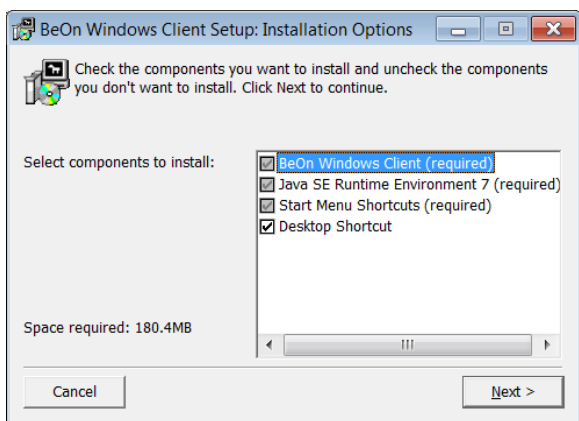 BeOn Windows Client Setup: Installation Options
Check the components you want to install and uncheck the components
you don't want to install. Click Next to continue.
Select components to install:
BeOn Windows Client (required)
Java SE Runtime Environment 7 (required)
Start Menu Shortcuts (required)
Desktop Shortcut
Space required: 180.4MB
Cancel
Next >